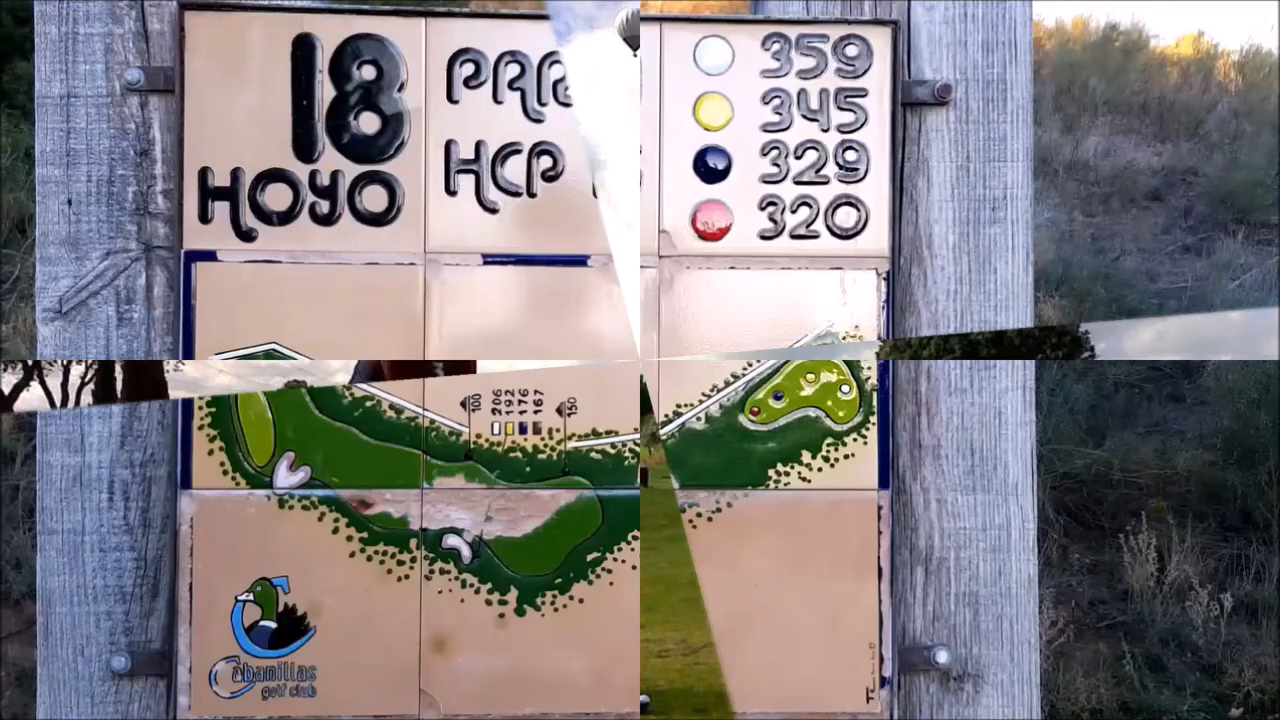 18
HOYO
PAR
HCP
359
345
329
320
100
206
192
176
167
150
Cabanillas
golf club